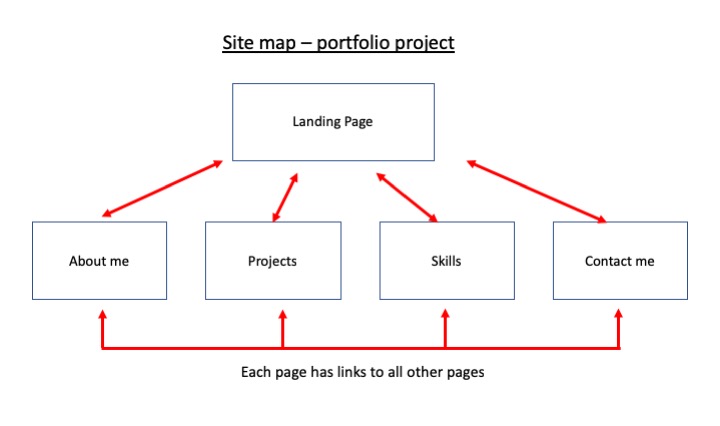 Site map – portfolio project
Landing Page
About me
Projects
Skills
Contact me
Each page has links to all other pages